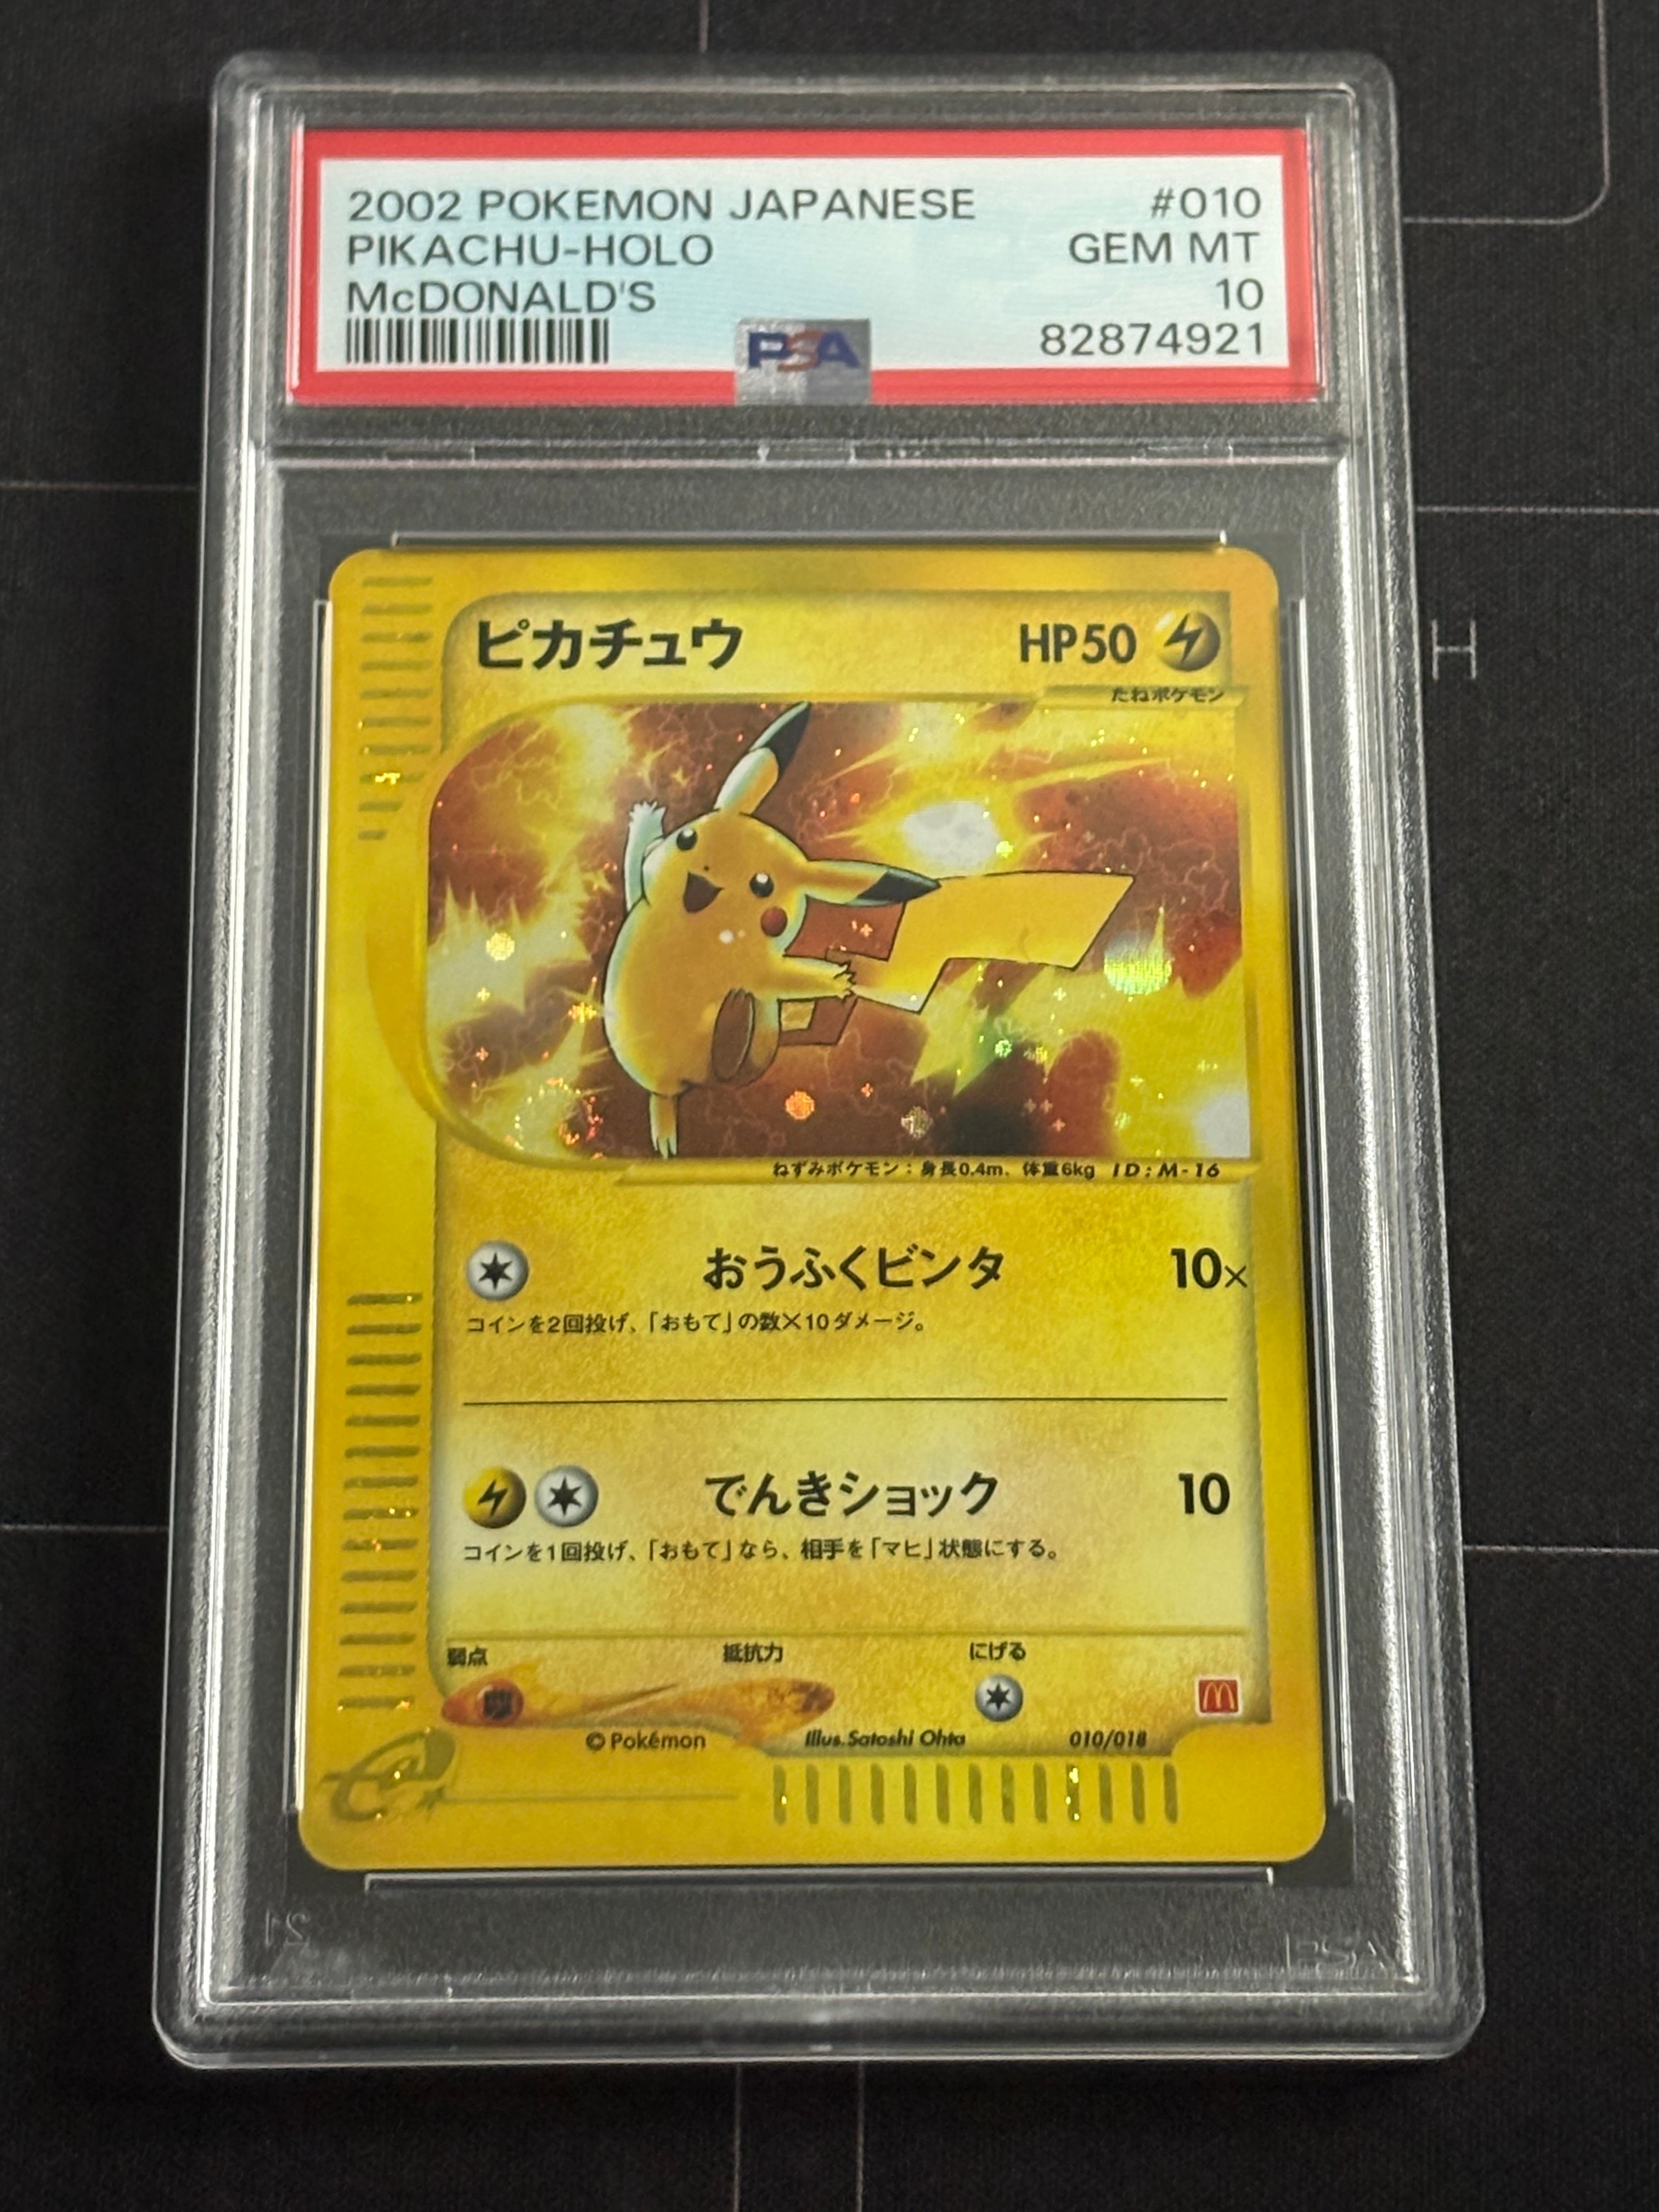 2002 POKEMON JAPANESE #010
PIKACHU-HOLO GEM MT
McDONALD'S 10
PSA 82874921
ピカチュウ HP50
たねポケモン
ねずみポケモン：身長0.4m、体重6kg ID:M-16
おうふくビンタ 10×
コインを2回投げ、「おもて」の数×10ダメージ。
でんきショック 10
コインを1回投げ、「おもて」なら、相手を「マヒ」状態にする。
弱点 抵抗力 にげる
©Pokémon Illus. Satoshi Ohta 010/018
e
PSA
H